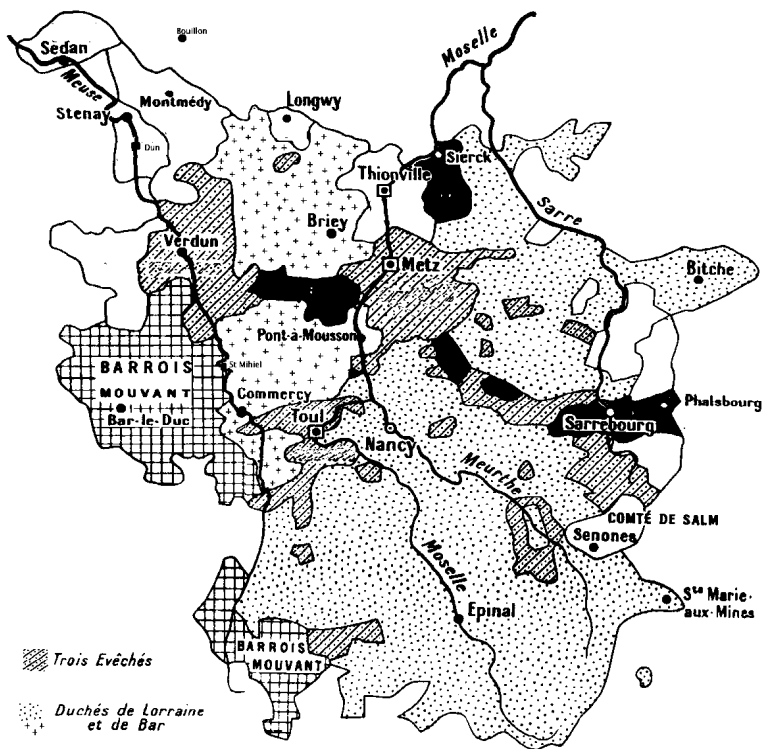 Bouillon
Sedan
Meuse
Moselle
Montmédy
Longwy
Stenay
Dun
Sierck
Thionville
Sarre
Briey
Verdun
Metz
Bitche
Pont-à-Mousson
BARROIS
MOUVANT
St Mihiel
Bar-le-Duc
Commercy
Toul
Nancy
Phalsbourg
Sarrebourg
Meurthe
COMTÉ DE SALM
Senones
Moselle
Ste Marie-
aux-Mines
Epinal
BARROIS
MOUVANT
Trois Evêchés
Duchés de Lorraine
et de Bar